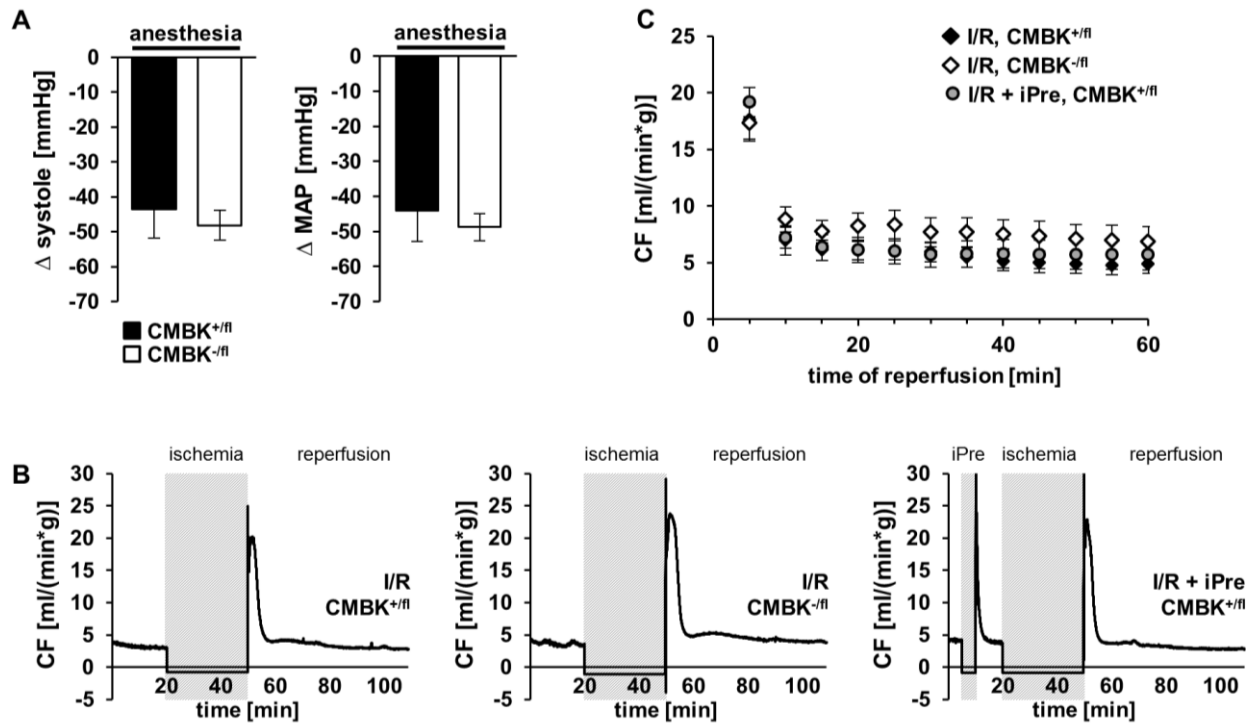 A
anesthesia
0
-10
-20
-30
-40
-50
-60
-70
Δ systole [mmHg]
anesthesia
0
-10
-20
-30
-40
-50
-60
-70
Δ MAP [mmHg]
CMBK+/fl
CMBK-/fl
C
I/R, CMBK+/fl
I/R, CMBK-/fl
I/R + iPre, CMBK+/fl
25
20
15
10
5
0
CF [ml/(min*g)]
0 20 40 60
time of reperfusion [min]
B
ischemia reperfusion
30
25
20
15
10
5
0
-5
CF [ml/(min*g)]
I/R
CMBK+/fl
20 40 60 80 100
time [min]
ischemia reperfusion
30
25
20
15
10
5
0
-5
CF [ml/(min*g)]
I/R
CMBK-/fl
20 40 60 80 100
time [min]
iPre ischemia reperfusion
30
25
20
15
10
5
0
-5
CF [ml/(min*g)]
I/R + iPre
CMBK+/fl
20 40 60 80 100
time [min]